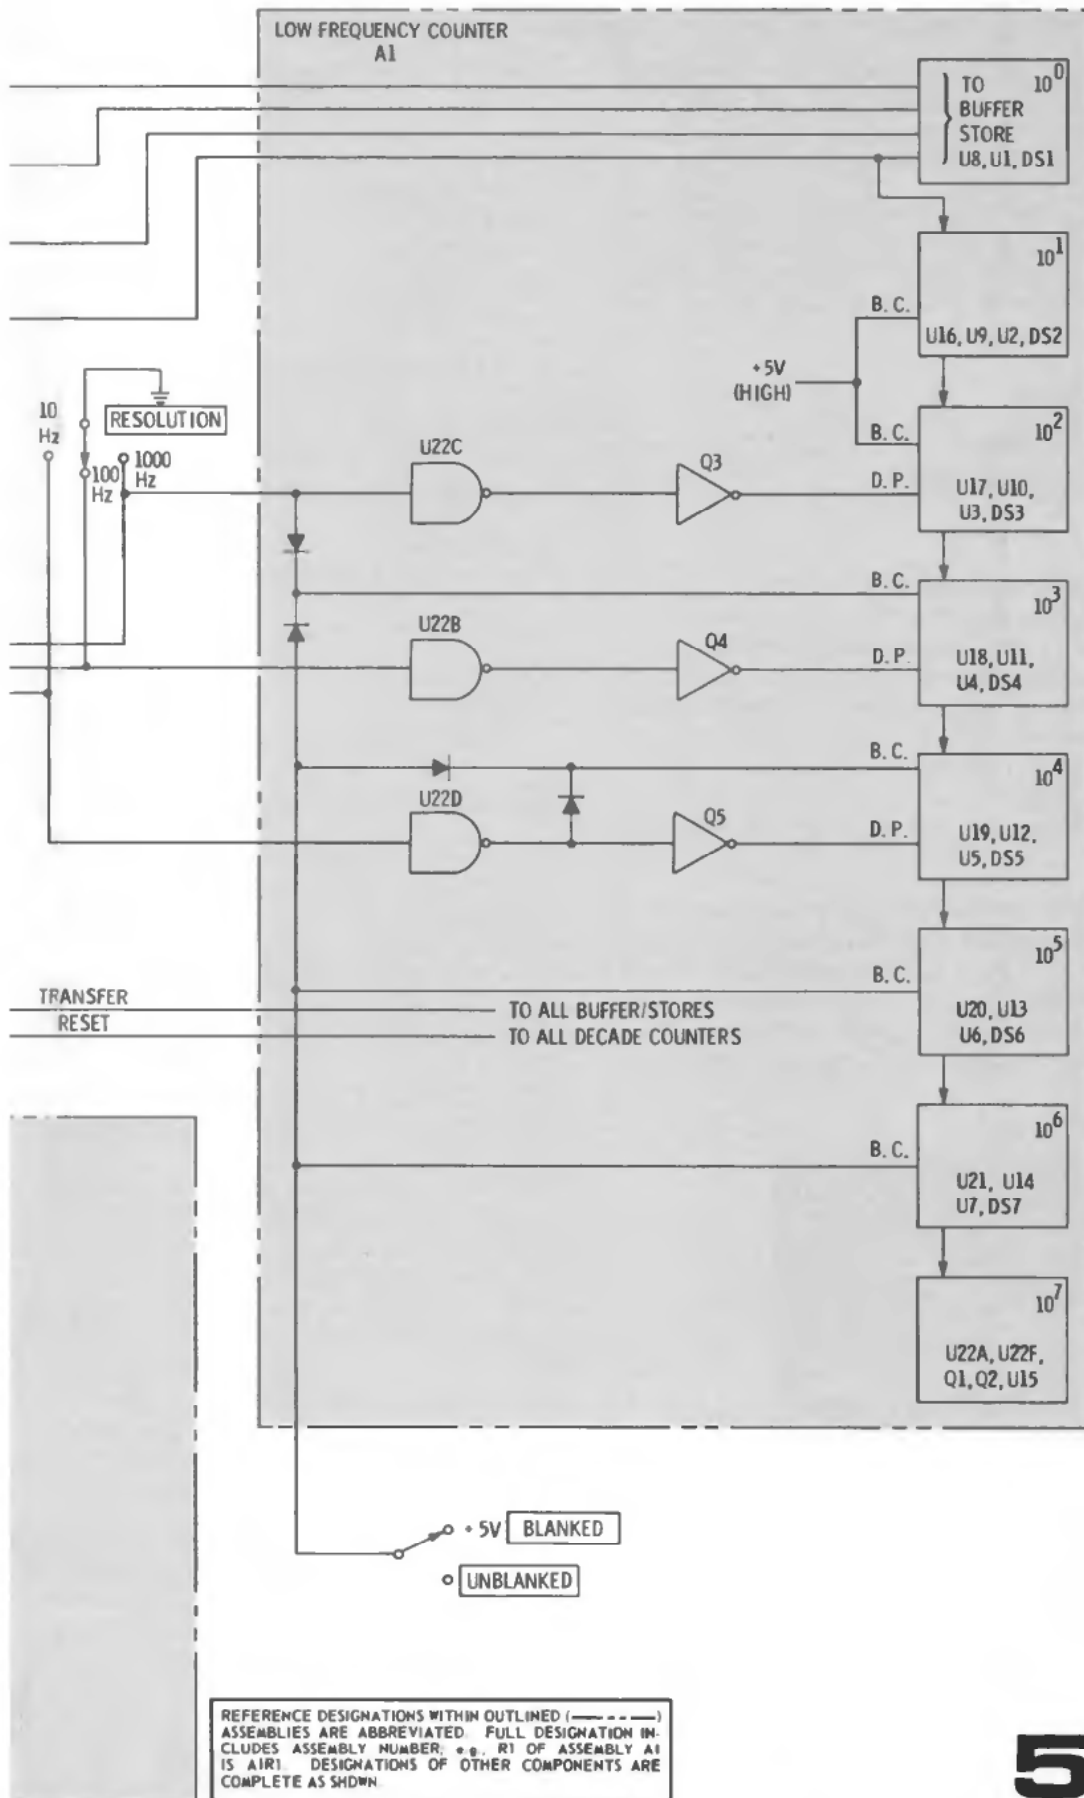 LOW FREQUENCY COUNTER
A1
TO
BUFFER
STORE
U8, U1, DS1
10^0
10^1
B. C.
U16, U9, U2, DS2
+5V
(HIGH)
10
Hz
RESOLUTION
100
Hz
1000
Hz
U22C
Q3
B. C.
D. P.
10^2
U17, U10,
U3, DS3
B. C.
10^3
U22B
Q4
D. P.
U18, U11,
U4, DS4
B. C.
10^4
U22D
Q5
D. P.
U19, U12,
U5, DS5
10^5
B. C.
TRANSFER
TO ALL BUFFER/STORES
RESET
TO ALL DECADE COUNTERS
U20, U13
U6, DS6
10^6
B. C.
U21, U14
U7, DS7
10^7
U22A, U22F,
Q1, Q2, U15
+5V BLANKED
UNBLANKED
REFERENCE DESIGNATIONS WITHIN OUTLINED (—--—)
ASSEMBLIES ARE ABBREVIATED. FULL DESIGNATION IN-
CLUDES ASSEMBLY NUMBER; e.g., R1 OF ASSEMBLY A1
IS A1R1. DESIGNATIONS OF OTHER COMPONENTS ARE
COMPLETE AS SHOWN.
5